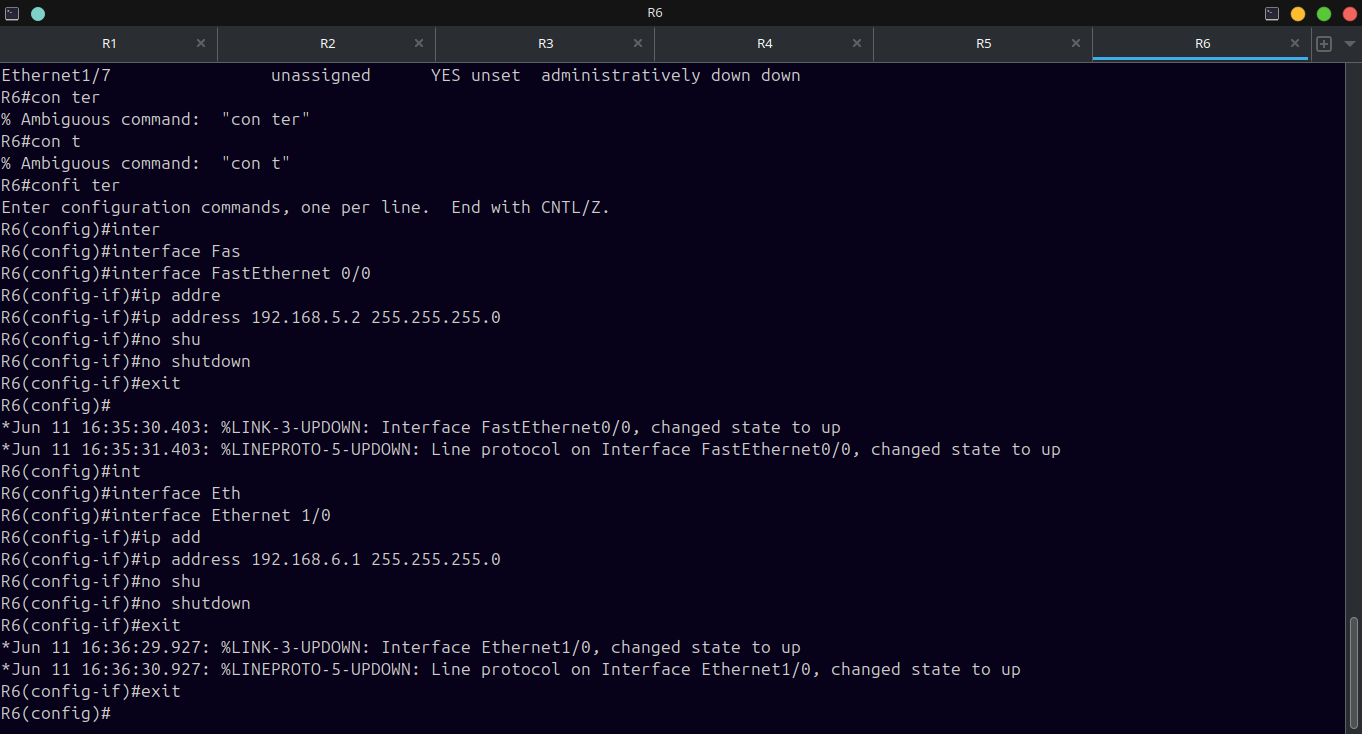 R6
R1 R2 R3 R4 R5 R6
Ethernet1/7                unassigned      YES unset  administratively down down
R6#con ter
% Ambiguous command:  "con ter"
R6#con t
% Ambiguous command:  "con t"
R6#confi ter
Enter configuration commands, one per line.  End with CNTL/Z.
R6(config)#inter
R6(config)#interface Fas
R6(config)#interface FastEthernet 0/0
R6(config-if)#ip addre
R6(config-if)#ip address 192.168.5.2 255.255.255.0
R6(config-if)#no shu
R6(config-if)#no shutdown
R6(config-if)#exit
R6(config)#
*Jun 11 16:35:30.403: %LINK-3-UPDOWN: Interface FastEthernet0/0, changed state to up
*Jun 11 16:35:31.403: %LINEPROTO-5-UPDOWN: Line protocol on Interface FastEthernet0/0, changed state to up
R6(config)#int
R6(config)#interface Eth
R6(config)#interface Ethernet 1/0
R6(config-if)#ip add
R6(config-if)#ip address 192.168.6.1 255.255.255.0
R6(config-if)#no shu
R6(config-if)#no shutdown
R6(config-if)#exit
*Jun 11 16:36:29.927: %LINK-3-UPDOWN: Interface Ethernet1/0, changed state to up
*Jun 11 16:36:30.927: %LINEPROTO-5-UPDOWN: Line protocol on Interface Ethernet1/0, changed state to up
R6(config-if)#exit
R6(config)#